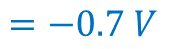 = −0.7 V